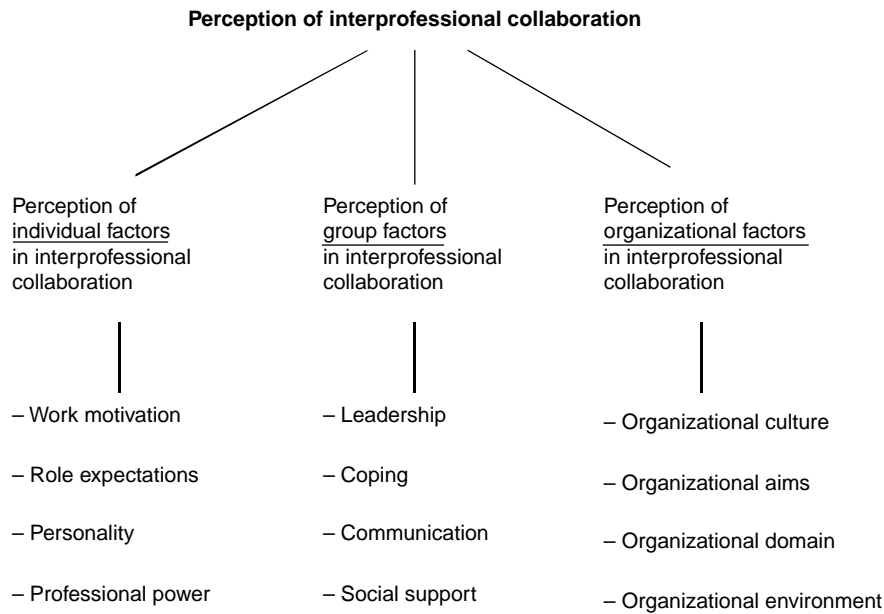 Perception of interprofessional collaboration
Perception of
individual factors
in interprofessional
collaboration
Perception of
group factors
in interprofessional
collaboration
Perception of
organizational factors
in interprofessional
collaboration
– Work motivation
– Role expectations
– Personality
– Professional power
– Leadership
– Coping
– Communication
– Social support
– Organizational culture
– Organizational aims
– Organizational domain
– Organizational environment